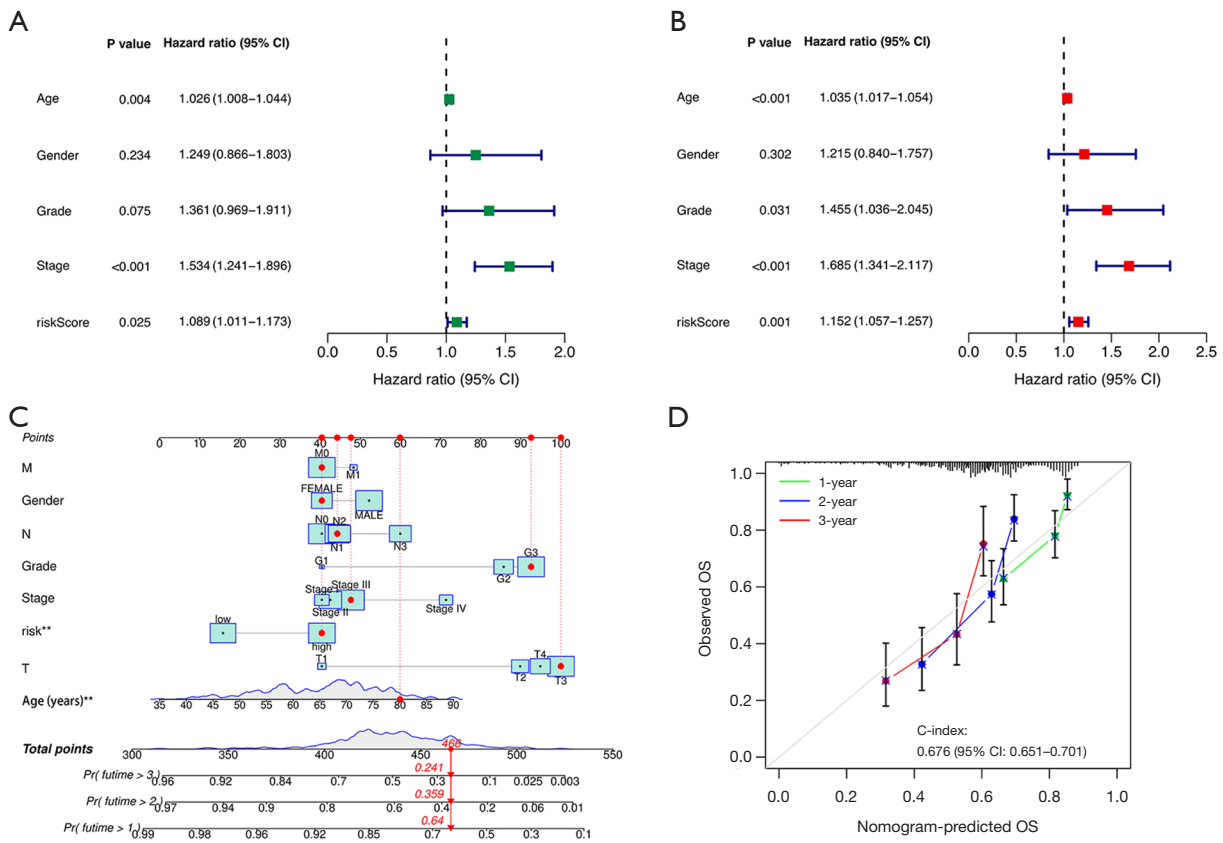 A
P value Hazard ratio (95% CI)
Age 0.004 1.026 (1.008–1.044)
Gender 0.234 1.249 (0.866–1.803)
Grade 0.075 1.361 (0.969–1.911)
Stage <0.001 1.534 (1.241–1.896)
riskScore 0.025 1.089 (1.011–1.173)
0.0 0.5 1.0 1.5 2.0
Hazard ratio (95% CI)
B
P value Hazard ratio (95% CI)
Age <0.001 1.035 (1.017–1.054)
Gender 0.302 1.215 (0.840–1.757)
Grade 0.031 1.455 (1.036–2.045)
Stage <0.001 1.685 (1.341–2.117)
riskScore 0.001 1.152 (1.057–1.257)
0.0 0.5 1.0 1.5 2.0 2.5
Hazard ratio (95% CI)
C
Points
0 10 20 30 40 50 60 70 80 90 100
M0
M
M1
FEMALE
Gender
MALE
N0 N2
N
N1 N3
G1 G3
Grade
G2
Stage I Stage III
Stage
Stage II Stage IV
low
risk**
high
T1 T4
T
T2 T3
Age (years)**
35 40 45 50 55 60 65 70 75 80 85 90
466
Total points
300 350 400 450 500 550
0.241
Pr( futime > 3 )
0.96 0.92 0.84 0.7 0.5 0.3 0.1 0.025 0.003
0.359
Pr( futime > 2 )
0.97 0.94 0.9 0.8 0.6 0.4 0.2 0.06 0.01
0.64
Pr( futime > 1 )
0.99 0.98 0.96 0.92 0.85 0.7 0.5 0.3 0.1
D
1-year
2-year
3-year
1.0
0.8
0.6
0.4
0.2
0.0
Observed OS
C-index:
0.676 (95% CI: 0.651–0.701)
0.0 0.2 0.4 0.6 0.8 1.0
Nomogram-predicted OS